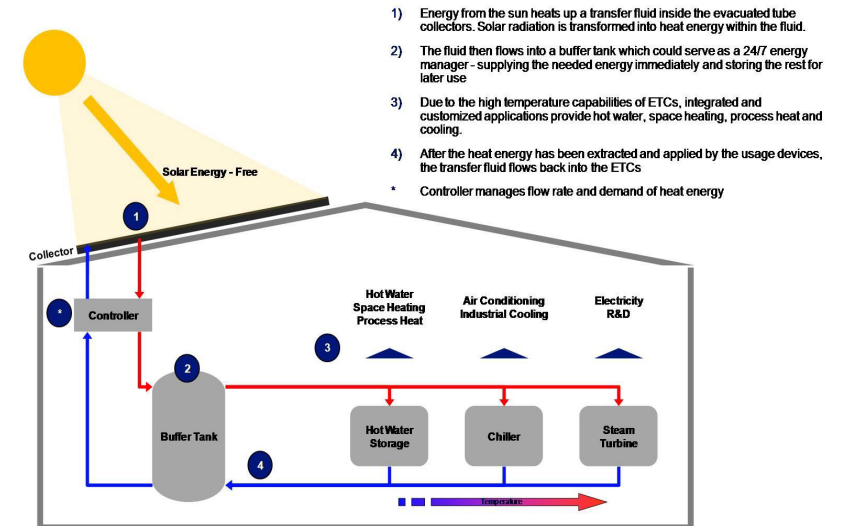 1) Energy from the sun heats up a transfer fluid inside the evacuated tube
collectors. Solar radiation is transformed into heat energy within the fluid.
2) The fluid then flows into a buffer tank which could serve as a 24/7 energy
manager - supplying the needed energy immediately and storing the rest for
later use
3) Due to the high temperature capabilities of ETCs, integrated and
customized applications provide hot water, space heating, process heat and
cooling.
4) After the heat energy has been extracted and applied by the usage devices,
the transfer fluid flows back into the ETCs
* Controller manages flow rate and demand of heat energy
Solar Energy - Free
1
Collector
* Controller
Hot Water
Space Heating
Process Heat
Air Conditioning
Industrial Cooling
Electricity
R&D
3
2
Buffer Tank
Hot Water
Storage
Chiller
Steam
Turbine
4
Temperature